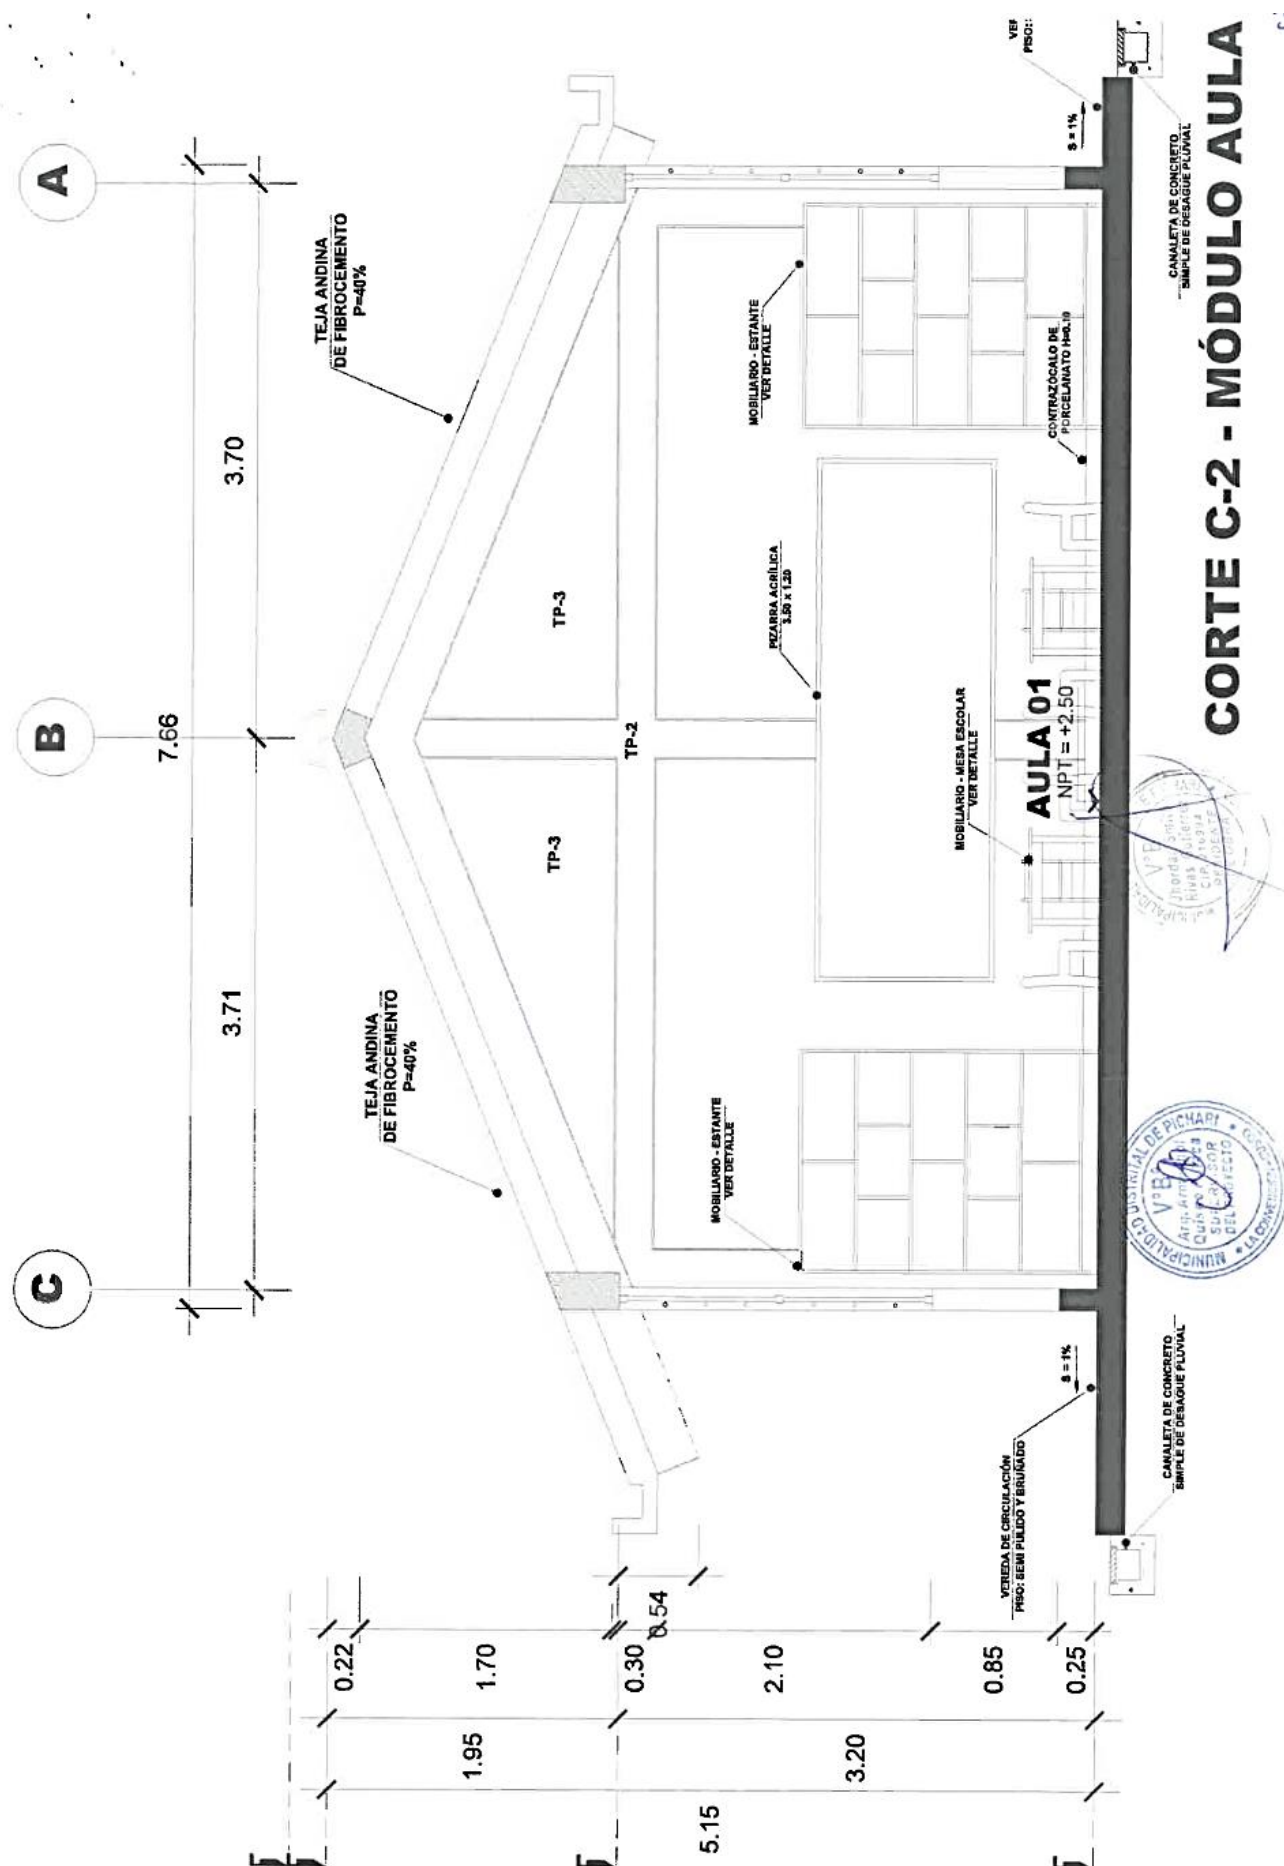 C
B
A
7.66
3.71
3.70
TEJA ANDINA
DE FIBROCEMENTO
P=40%
TEJA ANDINA
DE FIBROCEMENTO
P=40%
0.22
1.70
1.95
5.15
0.30
0.54
2.10
0.85
0.25
3.20
TP-3
TP-3
TP-2
MOBILIARIO - ESTANTE
VER DETALLE
PIZARRA ACRÍLICA
3.50 x 1.20
MOBILIARIO - ESTANTE
VER DETALLE
MOBILIARIO - MESA ESCOLAR
VER DETALLE
AULA 01
NPT = +2.50
CONTRAZÓCALO DE
PORCELANATO H=0.10
VEREDA DE CIRCULACIÓN
PISO: SEMI PULIDO Y BRUÑADO
S = 1%
S = 1%
PISO:
CANALETA DE CONCRETO
SIMPLE DE DESAGUE PLUVIAL
CANALETA DE CONCRETO
SIMPLE DE DESAGUE PLUVIAL
MUNICIPALIDAD DISTRITAL DE PICHARI
V°B°
SUPERVISOR
DEL PROYECTO
V°B°
CORTE C-2 - MÓDULO AULA